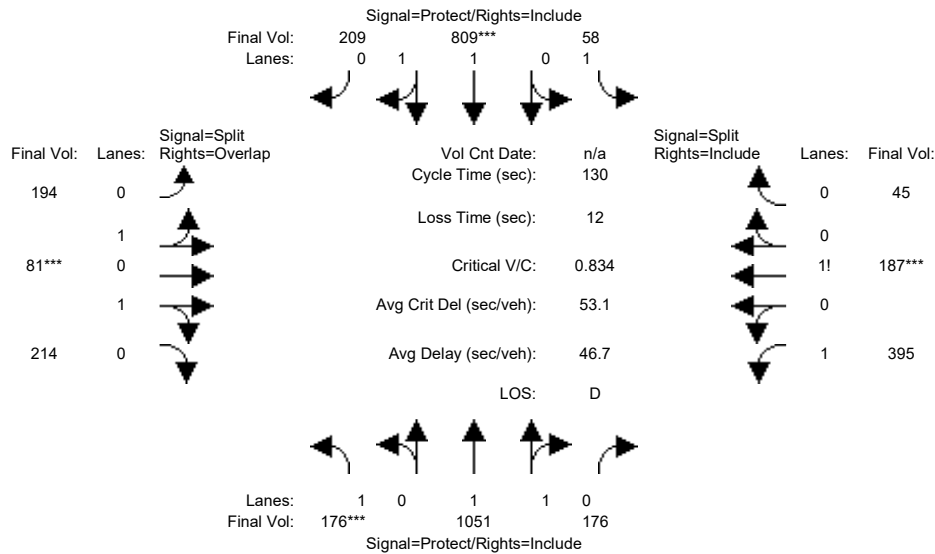 Signal=Protect/Rights=Include
Final Vol: 209 809*** 58
Lanes: 0 1 1 0 1
Signal=Split
Final Vol: Lanes: Rights=Overlap
Vol Cnt Date: n/a
Signal=Split
Rights=Include Lanes: Final Vol:
Cycle Time (sec): 130
194 0
0 45
Loss Time (sec): 12
1
0
81*** 0
Critical V/C: 0.834
1! 187***
1
Avg Crit Del (sec/veh): 53.1
0
214 0
Avg Delay (sec/veh): 46.7
1 395
LOS: D
Lanes: 1 0 1 1 0
Final Vol: 176*** 1051 176
Signal=Protect/Rights=Include